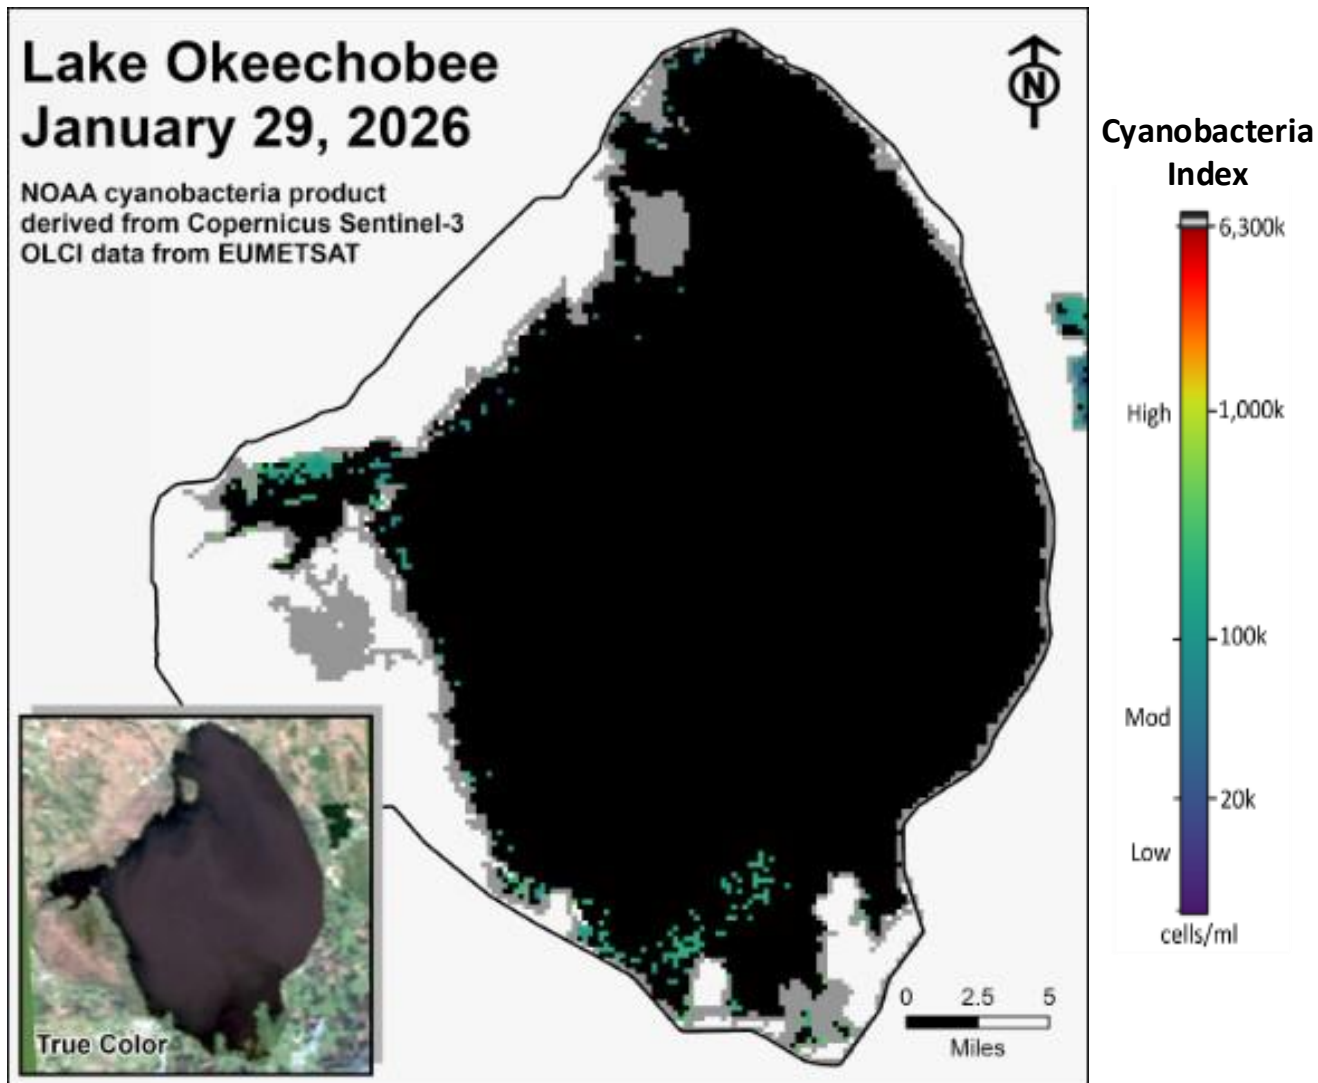 Lake Okeechobee
January 29, 2026
NOAA cyanobacteria product
derived from Copernicus Sentinel-3
OLCI data from EUMETSAT
N
Cyanobacteria
Index
6,300k
High
1,000k
100k
Mod
20k
Low
cells/ml
True Color
0 2.5 5
Miles